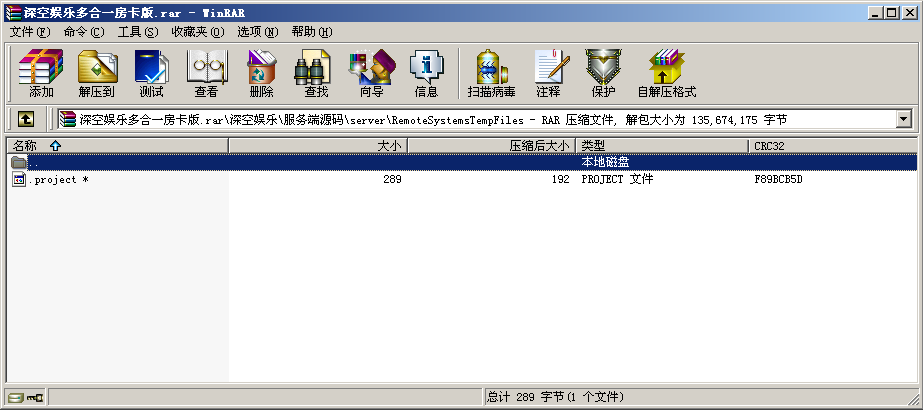 深空娱乐多合一房卡版.rar - WinRAR
文件(F) 命令(C) 工具(S) 收藏夹(O) 选项(N) 帮助(H)
添加 解压到 测试 查看 删除 查找 向导 信息 扫描病毒 注释 保护 自解压格式
深空娱乐多合一房卡版.rar\深空娱乐\服务端源码\server\RemoteSystemsTempFiles - RAR 压缩文件, 解包大小为 135,674,175 字节
名称 大小 压缩后大小 类型 CRC32
.. 本地磁盘
.project * 289 192 PROJECT 文件 F89BCB5D
总计 289 字节(1 个文件)